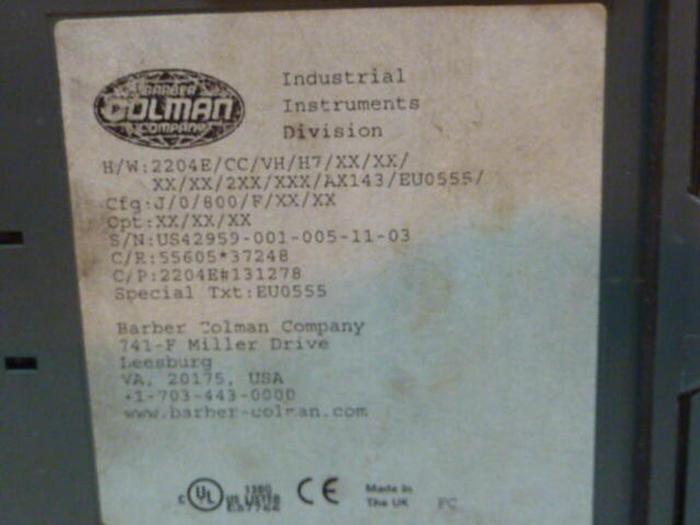 BARBER
COLMAN
COMPANY
Industrial
Instruments
Division
H/W:2204E/CC/VH/H7/XX/XX/
XX/XX/2XX/XXX/AX143/EU0555/
Cfg:J/0/800/F/XX/XX
Opt:XX/XX/XX
S/N:US42959-001-005-11-03
C/R:55605*37248
C/P:2204E#131278
Special Txt:EU0555
Barber Colman Company
741-F Miller Drive
Leesburg
VA, 20175, USA
+1-703-443-0000
www.barber-colman.com
C UL US LISTED
CE
Made in
The UK